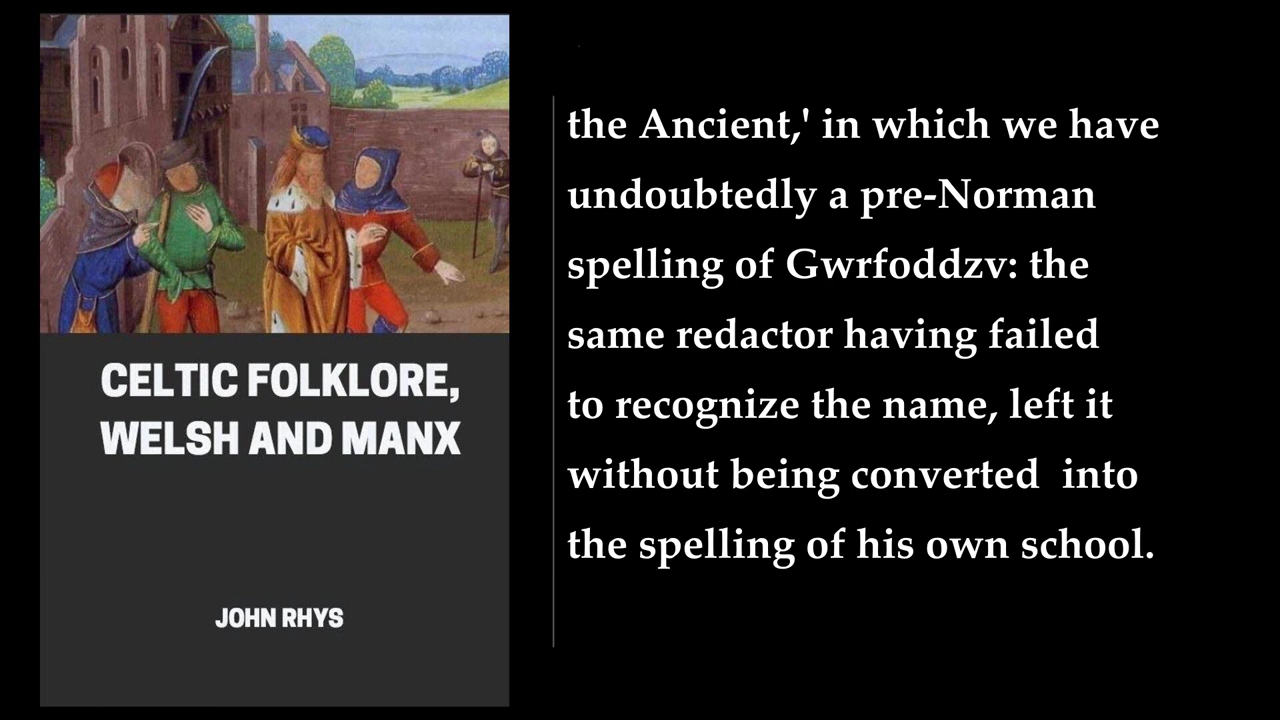 CELTIC FOLKLORE,
WELSH AND MANX
JOHN RHYS
the Ancient,' in which we have
undoubtedly a pre-Norman
spelling of Gwrfoddzv: the
same redactor having failed
to recognize the name, left it
without being converted  into
the spelling of his own school.